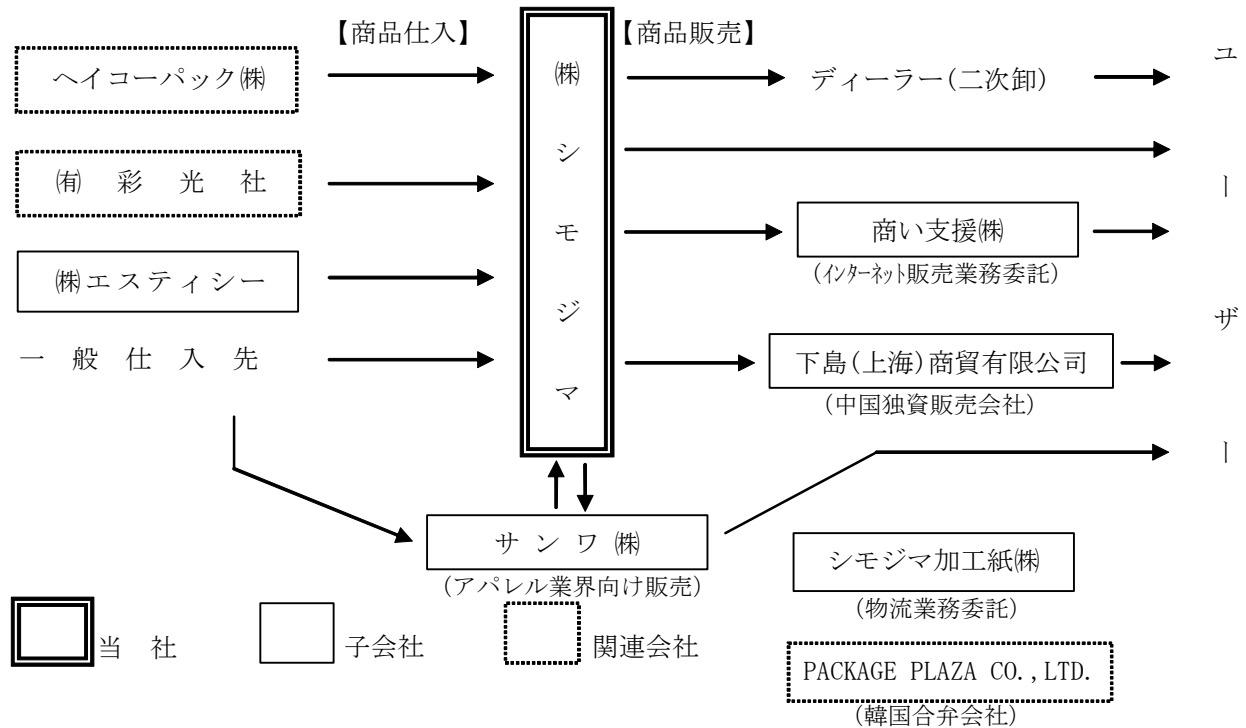 【商品仕入】
【商品販売】
ヘイコーパック㈱
㈲ 彩 光 社
㈱エスティシー
一 般 仕 入 先
㈱シモジマ
ディーラー(二次卸)
商い支援㈱
(インターネット販売業務委託)
下島(上海)商貿有限公司
(中国独資販売会社)
ユーザー
サ ン ワ ㈱
(アパレル業界向け販売)
シモジマ加工紙㈱
(物流業務委託)
PACKAGE PLAZA CO.,LTD.
(韓国合弁会社)
当 社
子会社
関連会社